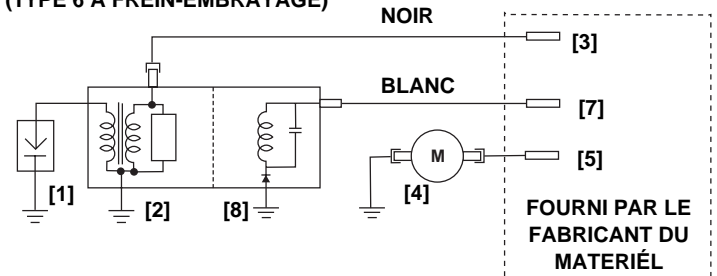 (TYPE 6 À FREIN-EMBRAYAGE)
NOIR
[3]
BLANC
[7]
M
[5]
[1]
[2]
[8]
[4]
FOURNI PAR LE
FABRICANT DU
MATERIÉL